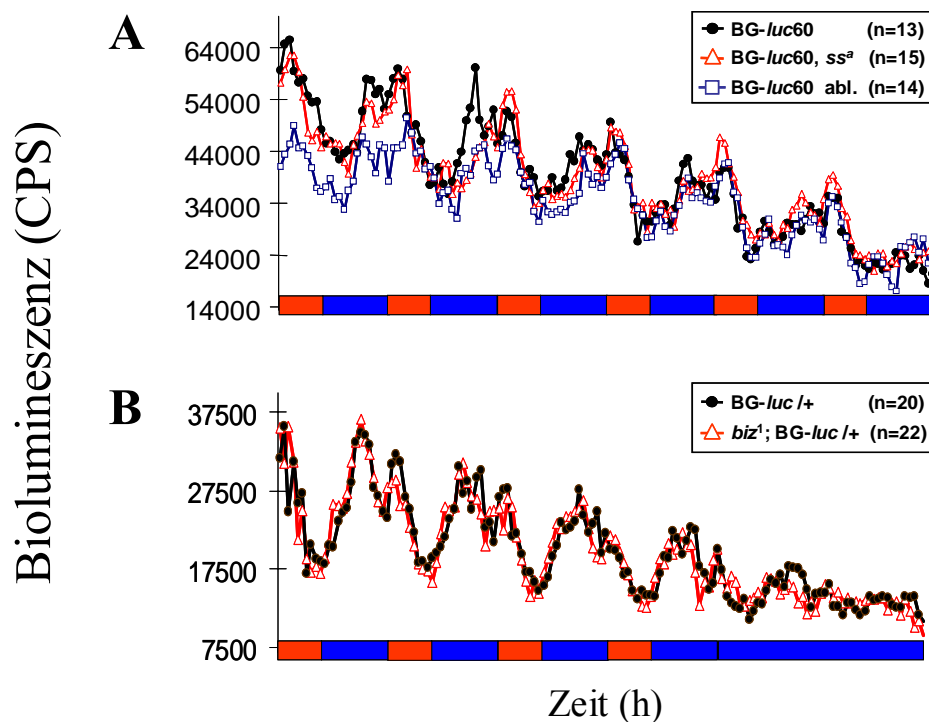 A
BG-luc60 (n=13)
BG-luc60, ssᵃ (n=15)
BG-luc60 abl. (n=14)
64000
54000
44000
34000
24000
14000
Biolumineszenz (CPS)
B
BG-luc /+ (n=20)
biz¹; BG-luc /+ (n=22)
37500
27500
17500
7500
Zeit (h)